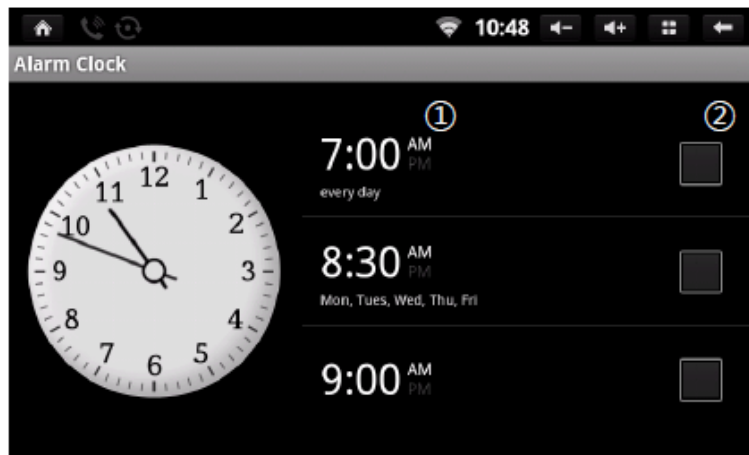 10:48
Alarm Clock
① ②
7:00 AM PM
every day
8:30 AM PM
Mon, Tues, Wed, Thu, Fri
9:00 AM PM
12
1
2
3
4
5
6
7
8
9
10
11